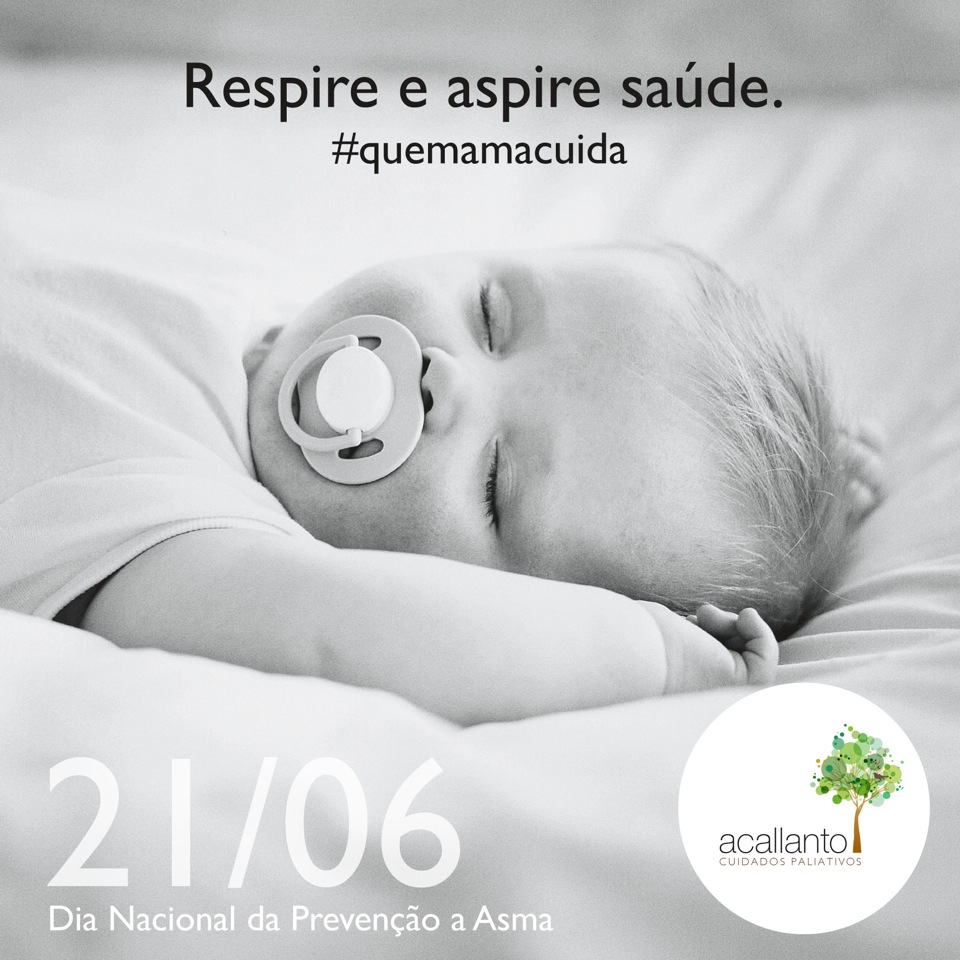 Respire e aspire saúde.
#quemamacuida
21/06
Dia Nacional da Prevenção a Asma
acallanto
CUIDADOS PALIATIVOS